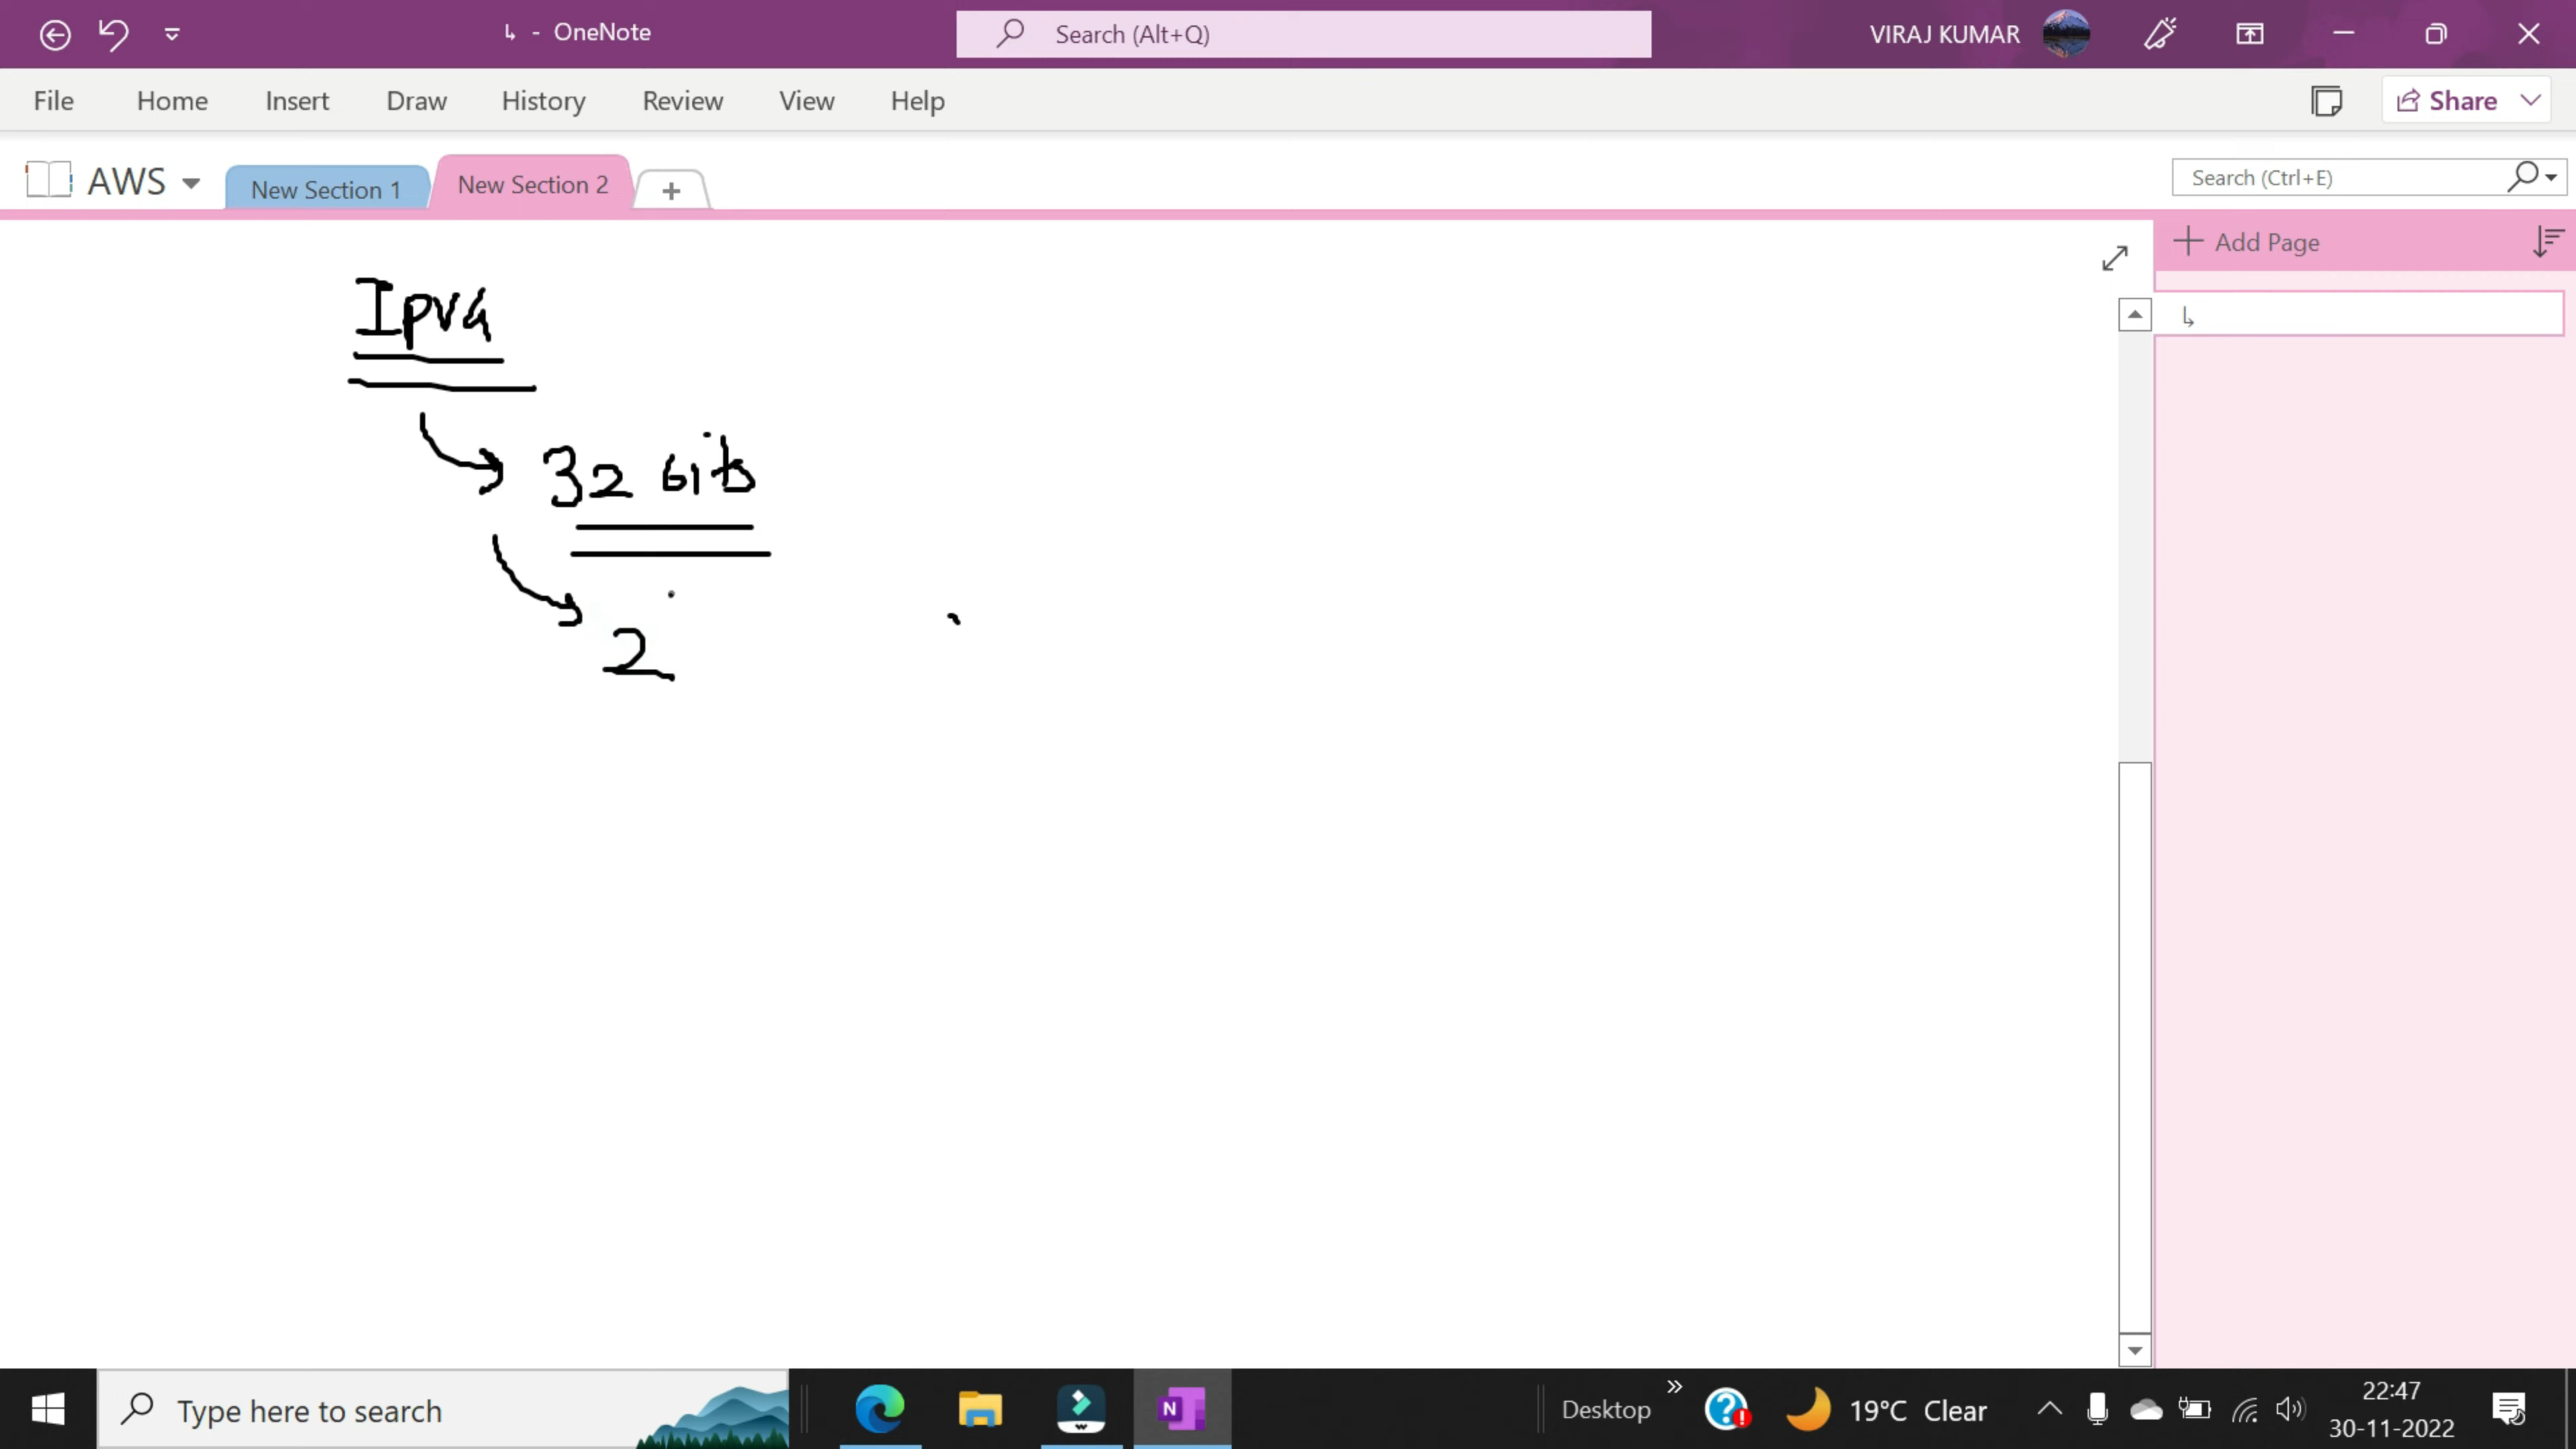 ↳ - OneNote
Search (Alt+Q)
VIRAJ KUMAR
File Home Insert Draw History Review View Help
Share
AWS
New Section 1
New Section 2
Search (Ctrl+E)
Add Page
↳
Ipv4
32 bits
2
Type here to search
Desktop
19°C Clear
22:47
30-11-2022